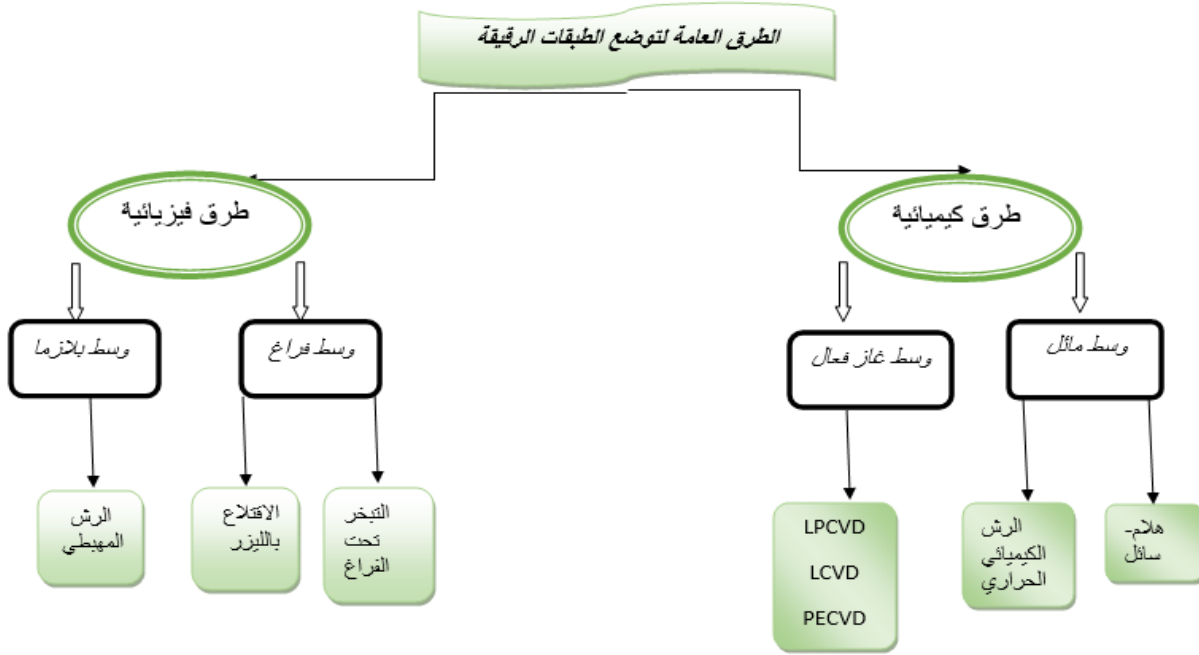 الطرق العامة لتوضع الطبقات الرقيقة
طرق كيميائية
طرق فيزيائية
وسط مائل
وسط غاز فعال
وسط فراغ
وسط بلازما
هلام-
سائل
الرش
الكيميائي
الحراري
LPCVD
LCVD
PECVD
التبخر
تحت
الفراغ
الاقتلاع
بالليزر
الرش
المهبطي